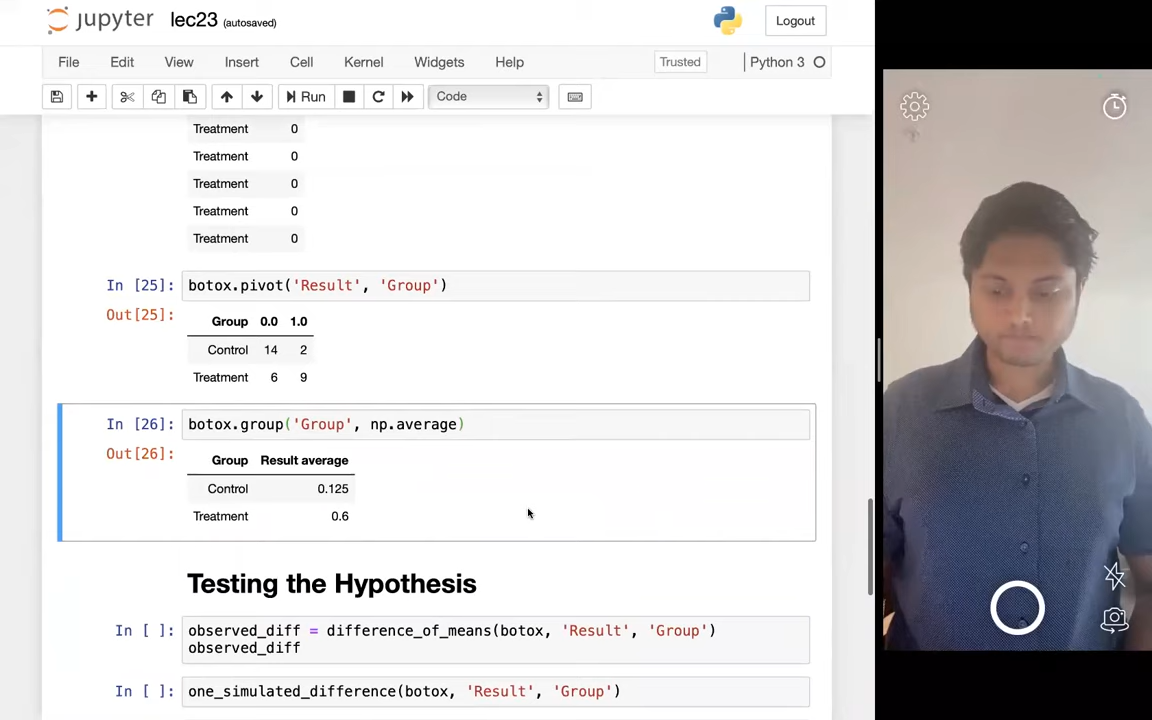 jupyter lec23 (autosaved)
Logout
File Edit View Insert Cell Kernel Widgets Help
Trusted
Python 3
Run
Code
Treatment 0
Treatment 0
Treatment 0
Treatment 0
Treatment 0
In [25]: botox.pivot('Result', 'Group')
Out[25]:
Group 0.0 1.0
Control 14 2
Treatment 6 9
In [26]: botox.group('Group', np.average)
Out[26]:
Group Result average
Control 0.125
Treatment 0.6
Testing the Hypothesis
In [ ]: observed_diff = difference_of_means(botox, 'Result', 'Group')
observed_diff
In [ ]: one_simulated_difference(botox, 'Result', 'Group')